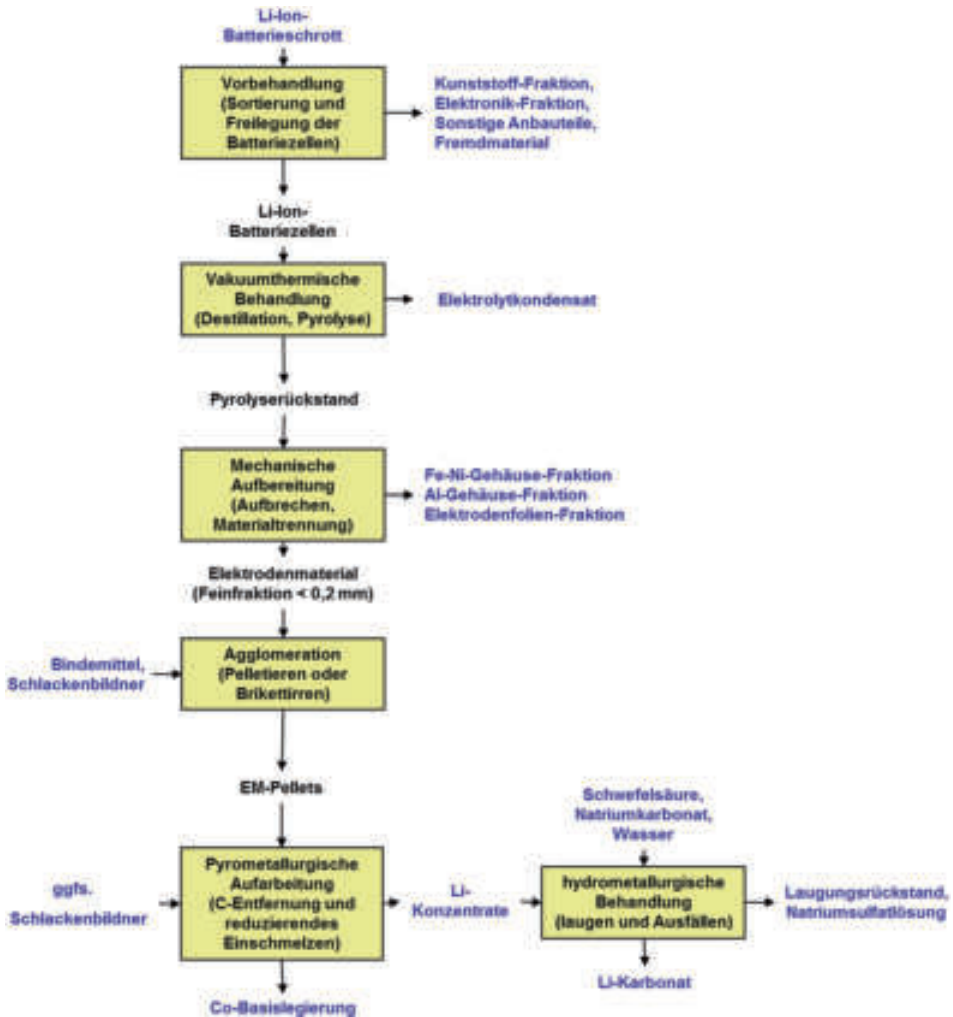 Li-Ion-
Batterieschrott
Vorbehandlung
(Sortierung und
Freilegung der
Batteriezellen)
Kunststoff-Fraktion,
Elektronik-Fraktion,
Sonstige Anbauteile,
Fremdmaterial
Li-Ion-
Batteriezellen
Vakuumthermische
Behandlung
(Destillation, Pyrolyse)
Elektrolytkondensat
Pyrolyserückstand
Mechanische
Aufbereitung
(Aufbrechen,
Materialtrennung)
Fe-Ni-Gehäuse-Fraktion
Al-Gehäuse-Fraktion
Elektrodenfolien-Fraktion
Elektrodenmaterial
(Feinfraktion < 0,2 mm)
Bindemittel,
Schlackenbildner
Agglomeration
(Pelletieren oder
Brikettirren)
EM-Pellets
ggfs.
Schlackenbildner
Pyrometallurgische
Aufarbeitung
(C-Entfernung und
reduzierendes
Einschmelzen)
Li-
Konzentrate
Schwefelsäure,
Natriumkarbonat,
Wasser
hydrometallurgische
Behandlung
(laugen und Ausfällen)
Laugungsrückstand,
Natriumsulfatlösung
Li-Karbonat
Co-Basislegierung